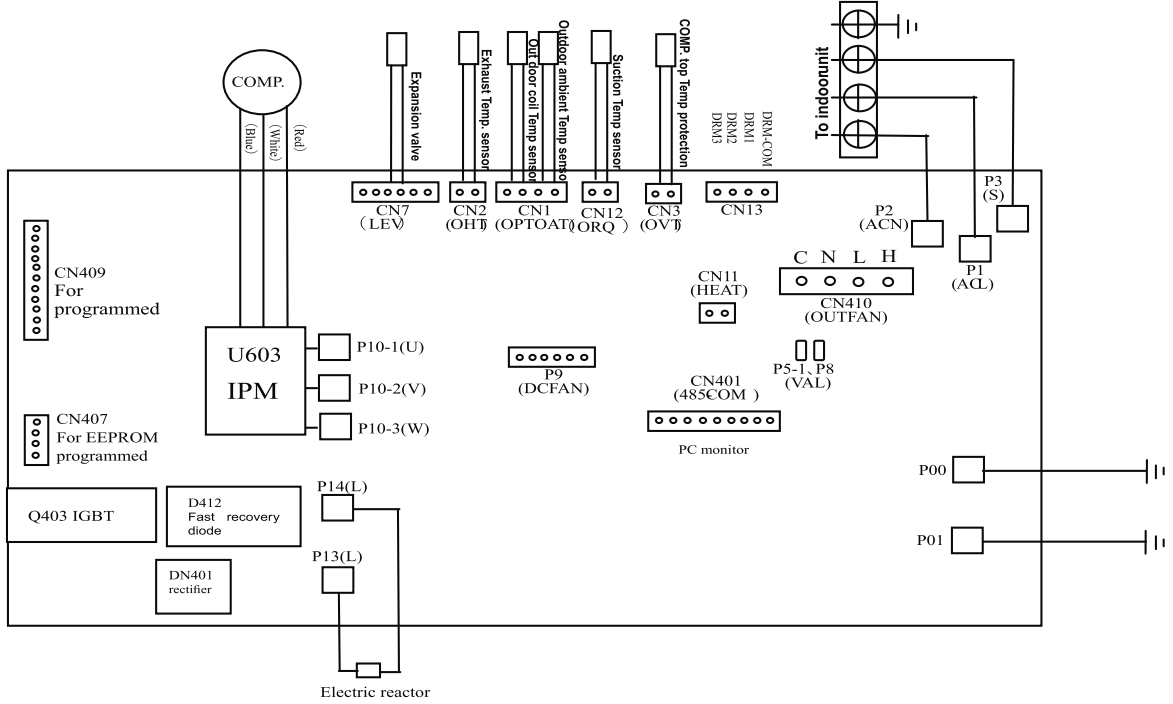 COMP.
(Blue)
(White)
(Red)
Expansion valve
Exhaust Temp. sensor
Out door coil Temp sensor
Outdoor ambient Temp sensor
Suction Temp sensor
COMP. top Temp protection
DRM3
DRM2
DRM1
DRM-COM
To indoorunit
CN7
(LEV)
CN2
(OHT)
CN1
(OPTOAT)
CN12
(ORQ )
CN3
(OVT)
CN13
P2
(ACN)
P3
(S)
P1
(ACL)
CN409
For
programmed
CN11
(HEAT)
C N L H
CN410
(OUTFAN)
U603
IPM
P10-1(U)
P10-2(V)
P10-3(W)
P9
(DCFAN)
P5-1、P8
(VAL)
CN401
(485-COM )
PC monitor
CN407
For EEPROM
programmed
P00
P01
Q403 IGBT
D412
Fast recovery
diode
P14(L)
P13(L)
DN401
rectifier
Electric reactor